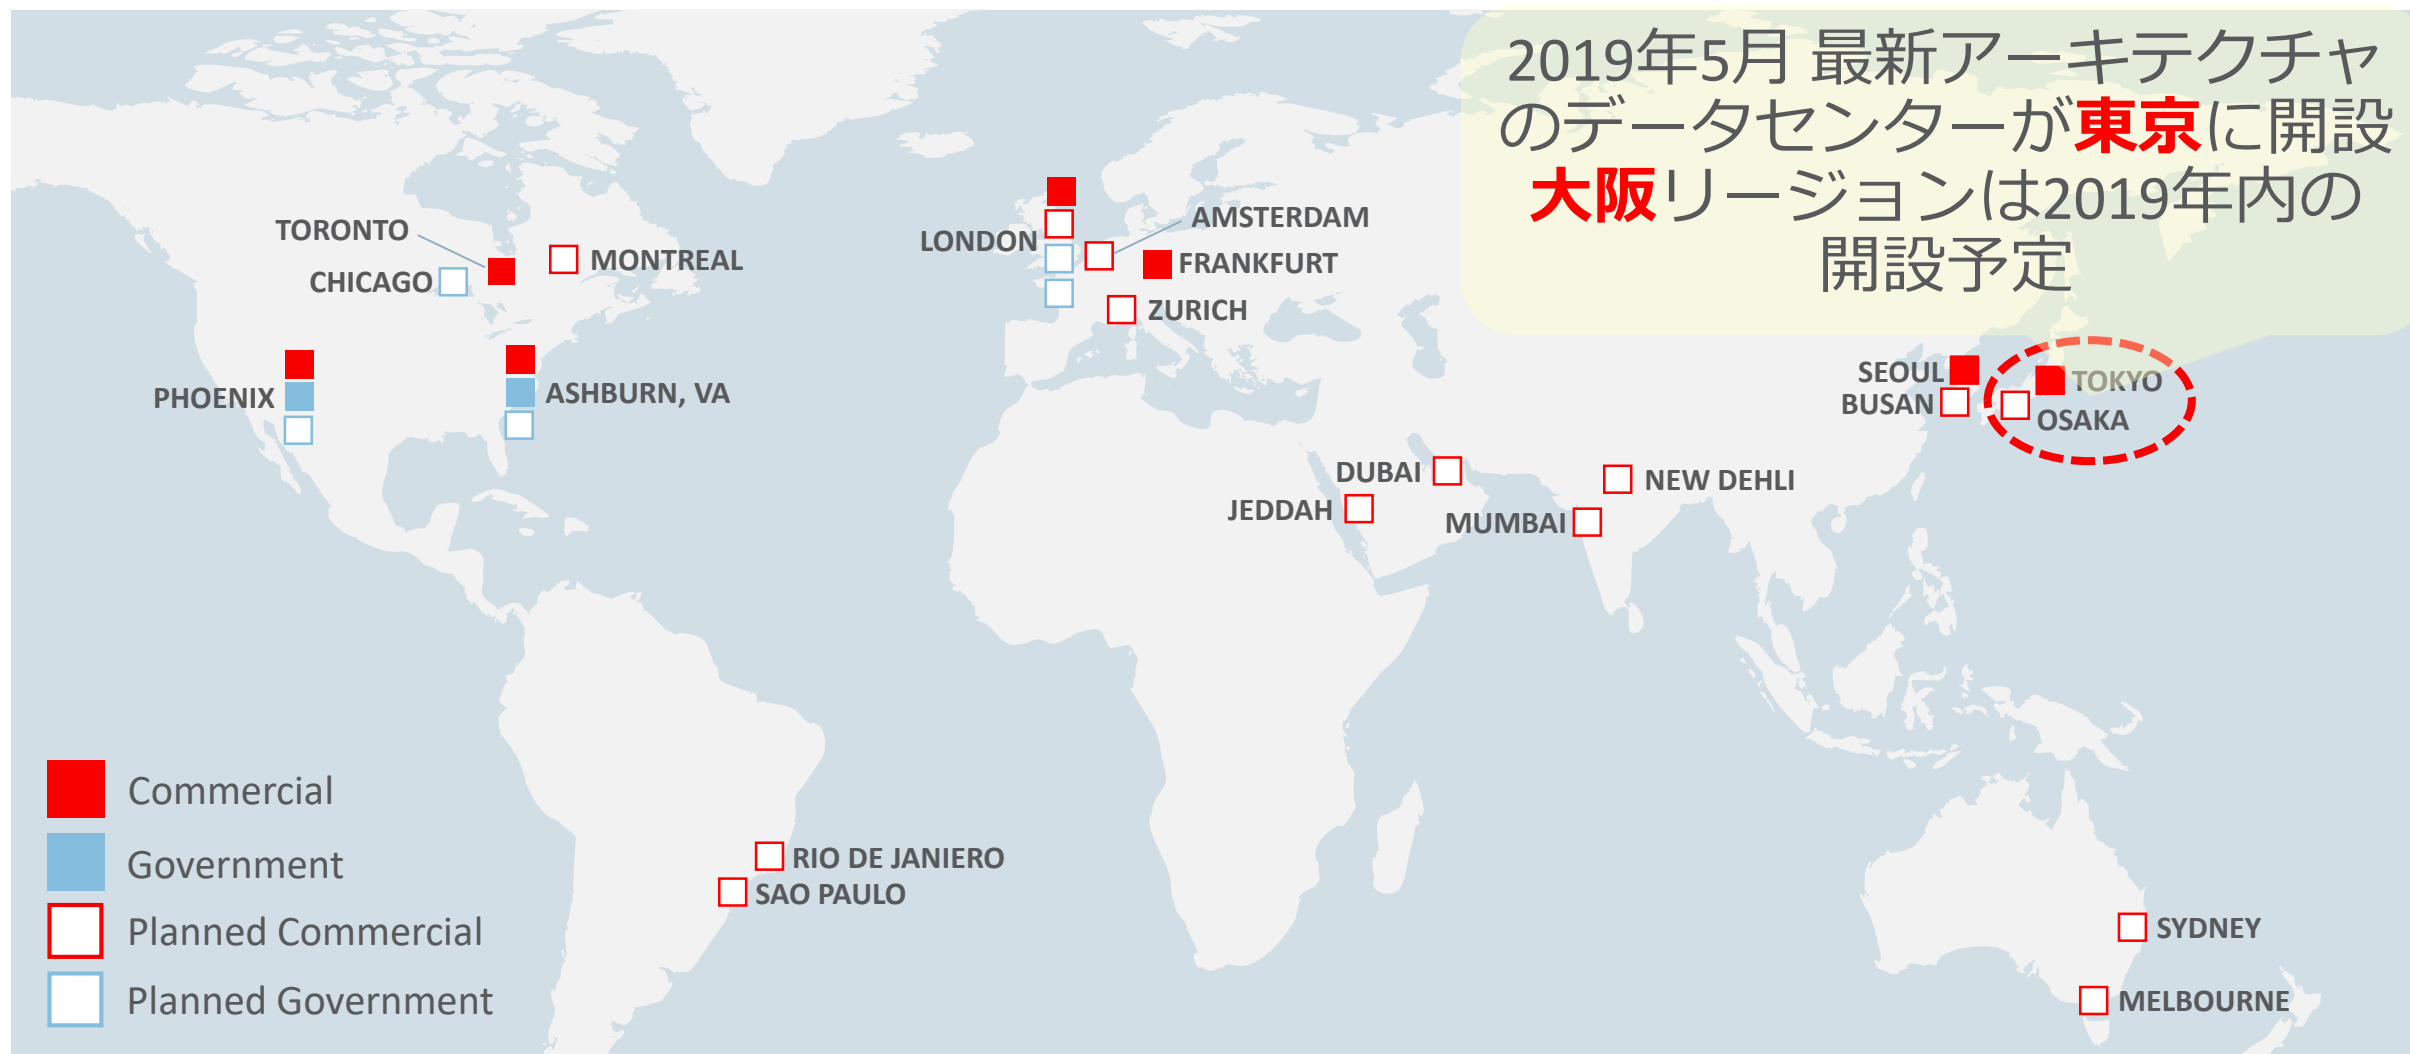 2019年5月 最新アーキテクチャ
のデータセンターが東京に開設
大阪リージョンは2019年内の
開設予定
TORONTO
CHICAGO
MONTREAL
PHOENIX
ASHBURN, VA
LONDON
AMSTERDAM
FRANKFURT
ZURICH
SEOUL
BUSAN
TOKYO
OSAKA
DUBAI
JEDDAH
NEW DEHLI
MUMBAI
RIO DE JANIERO
SAO PAULO
SYDNEY
MELBOURNE
Commercial
Government
Planned Commercial
Planned Government